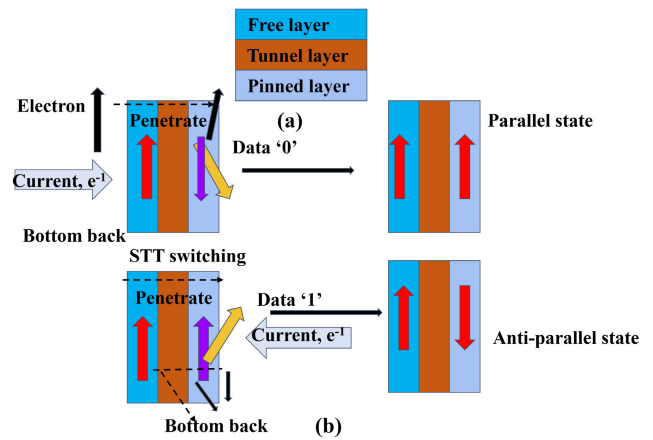 Free layer
Tunnel layer
Pinned layer
(a)
Electron
Penetrate
Data ‘0’
Parallel state
Current, e⁻¹
Bottom back
STT switching
Penetrate
Data ‘1’
Current, e⁻¹
Anti-parallel state
Bottom back
(b)